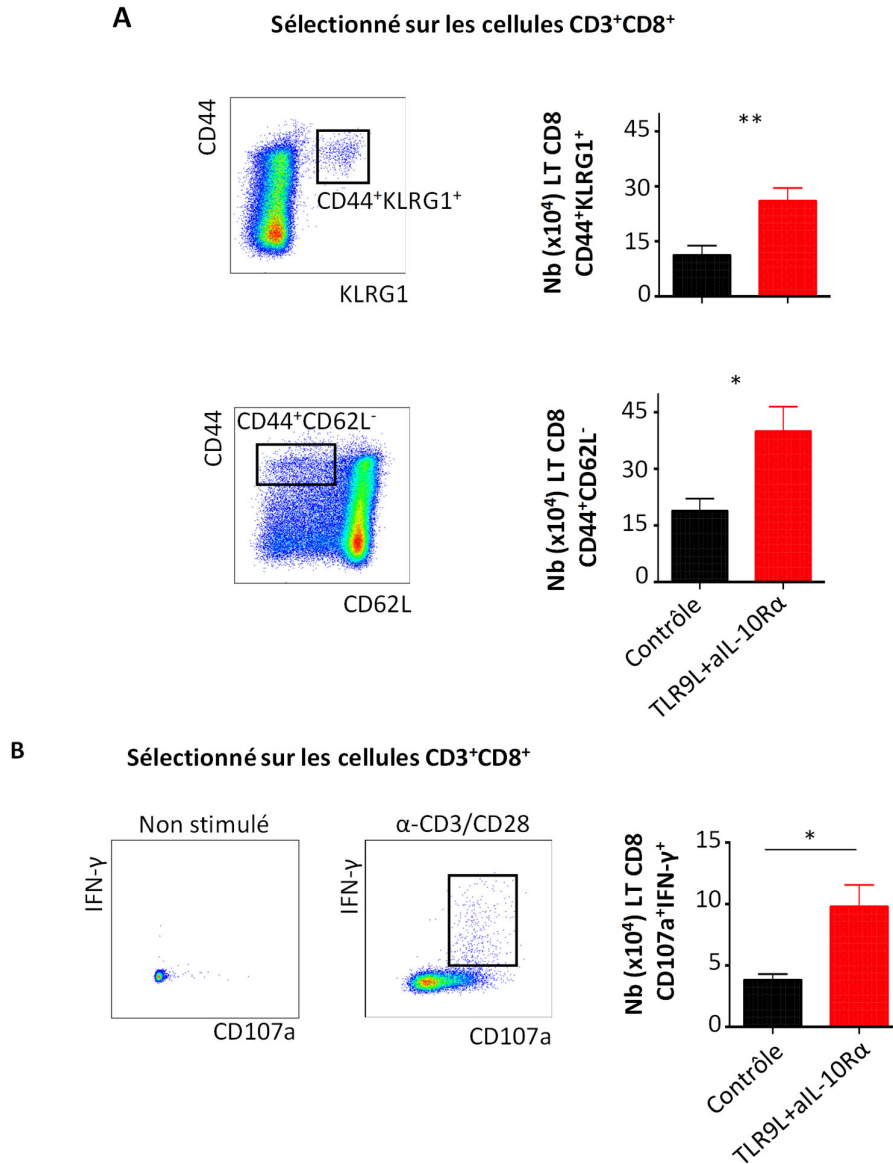 A
Sélectionné sur les cellules CD3⁺CD8⁺
CD44
CD44⁺KLRG1⁺
KLRG1
Nb (x10⁴) LT CD8
CD44⁺KLRG1⁺
45
30
15
0
**
CD44
CD44⁺CD62L⁻
CD62L
Nb (x10⁴) LT CD8
CD44⁺CD62L⁻
45
30
15
0
*
Contrôle
TLR9L+aIL-10Rα
B
Sélectionné sur les cellules CD3⁺CD8⁺
Non stimulé
IFN-γ
CD107a
α-CD3/CD28
IFN-γ
CD107a
Nb (x10⁴) LT CD8
CD107a⁺IFN-γ⁺
15
10
5
0
*
Contrôle
TLR9L+aIL-10Rα